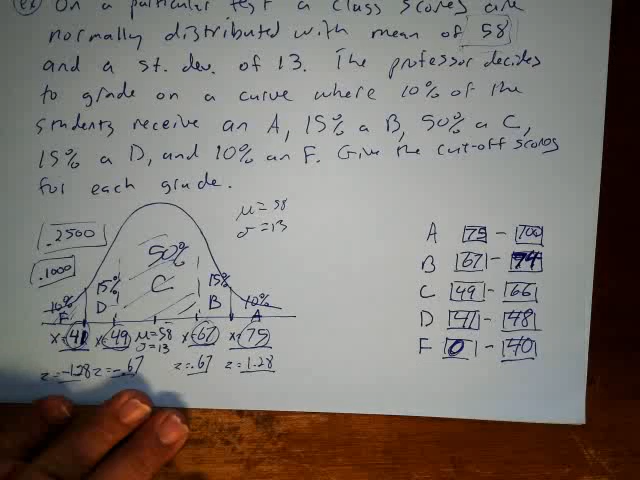 ex On a particular test a class scores are
normally distributed with mean of 58
and a st. dev. of 13. The professor decides
to grade on a curve where 10% of the
students receive an A, 15% a B, 50% a C,
15% a D, and 10% an F. Give the cut-off scores
for each grade.
μ = 58
σ = 13
.2500
.1000
50%
C
15%
D
15%
B
10%
F
10%
A
x=41 x=49 μ=58 x=67 x=75
σ=13
z=-1.28 z=-.67 z=.67 z=1.28
A 75 - 100
B 67 - 74
C 49 - 66
D 41 - 48
F 0 - 40